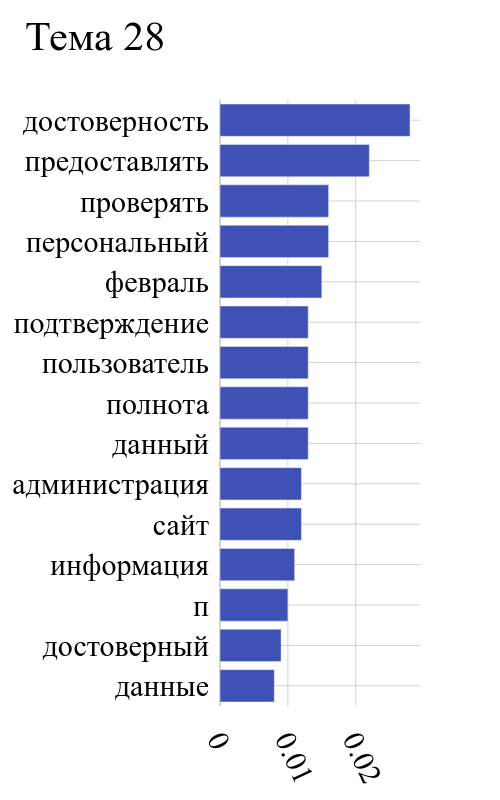 Тема 28
достоверность
предоставлять
проверять
персональный
февраль
подтверждение
пользователь
полнота
данный
администрация
сайт
информация
п
достоверный
данные
0
0.01
0.02